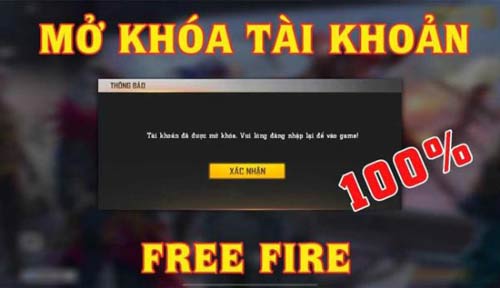 MỞ KHÓA TÀI KHOẢN
THÔNG BÁO
Tài khoản đã được mở khóa. Vui lòng đăng nhập lại để vào game!
XÁC NHẬN
100%
FREE FIRE